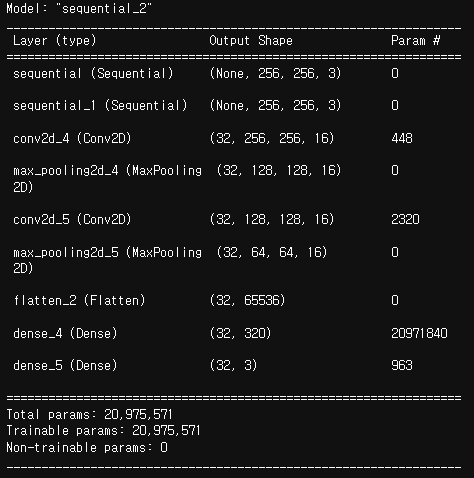 Model: "sequential_2"
_________________________________________________________________
Layer (type) Output Shape Param #
=================================================================
sequential (Sequential) (None, 256, 256, 3) 0
sequential_1 (Sequential) (None, 256, 256, 3) 0
conv2d_4 (Conv2D) (32, 256, 256, 16) 448
max_pooling2d_4 (MaxPooling (32, 128, 128, 16) 0
2D)
conv2d_5 (Conv2D) (32, 128, 128, 16) 2320
max_pooling2d_5 (MaxPooling (32, 64, 64, 16) 0
2D)
flatten_2 (Flatten) (32, 65536) 0
dense_4 (Dense) (32, 320) 20971840
dense_5 (Dense) (32, 3) 963
=================================================================
Total params: 20,975,571
Trainable params: 20,975,571
Non-trainable params: 0
_________________________________________________________________